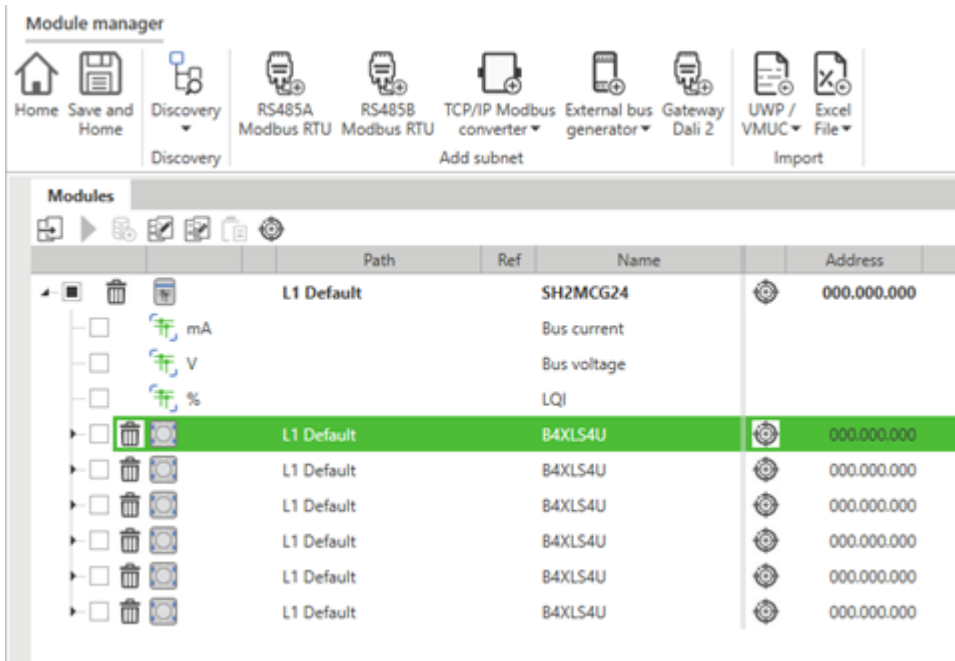 Module manager
Home Save and Home Discovery RS485A Modbus RTU RS485B Modbus RTU TCP/IP Modbus converter External bus generator Gateway Dali 2 UWP / VMUC Excel File
Discovery Add subnet Import
Modules
Path Ref Name Address
L1 Default SH2MCG24 000.000.000
mA Bus current
V Bus voltage
% LQI
L1 Default B4XLS4U 000.000.000
L1 Default B4XLS4U 000.000.000
L1 Default B4XLS4U 000.000.000
L1 Default B4XLS4U 000.000.000
L1 Default B4XLS4U 000.000.000
L1 Default B4XLS4U 000.000.000